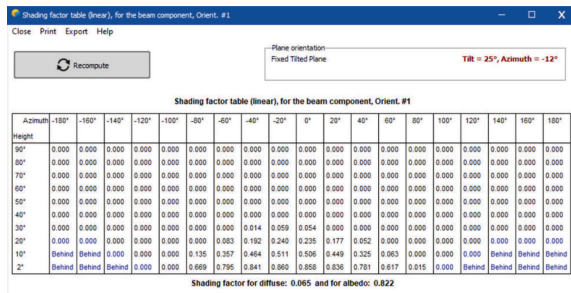 Shading factor table (linear), for the beam component, Orient. #1
Close Print Export Help
Plane orientation
Recompute
Fixed Tilted Plane Tilt = 25°, Azimuth = -12°
Shading factor table (linear), for the beam component, Orient. #1
Azimuth -180° -160° -140° -120° -100° -80° -60° -40° -20° 0° 20° 40° 60° 80° 100° 120° 140° 160° 180°
Height
90° 0.000 0.000 0.000 0.000 0.000 0.000 0.000 0.000 0.000 0.000 0.000 0.000 0.000 0.000 0.000 0.000 0.000 0.000 0.000
80° 0.000 0.000 0.000 0.000 0.000 0.000 0.000 0.000 0.000 0.000 0.000 0.000 0.000 0.000 0.000 0.000 0.000 0.000 0.000
70° 0.000 0.000 0.000 0.000 0.000 0.000 0.000 0.000 0.000 0.000 0.000 0.000 0.000 0.000 0.000 0.000 0.000 0.000 0.000
60° 0.000 0.000 0.000 0.000 0.000 0.000 0.000 0.000 0.000 0.000 0.000 0.000 0.000 0.000 0.000 0.000 0.000 0.000 0.000
50° 0.000 0.000 0.000 0.000 0.000 0.000 0.000 0.000 0.000 0.000 0.000 0.000 0.000 0.000 0.000 0.000 0.000 0.000 0.000
40° 0.000 0.000 0.000 0.000 0.000 0.000 0.000 0.000 0.000 0.000 0.000 0.000 0.000 0.000 0.000 0.000 0.000 0.000 0.000
30° 0.000 0.000 0.000 0.000 0.000 0.000 0.000 0.014 0.059 0.054 0.000 0.000 0.000 0.000 0.000 0.000 0.000 0.000 0.000
20° 0.000 0.000 0.000 0.000 0.000 0.000 0.083 0.192 0.240 0.235 0.177 0.052 0.000 0.000 0.000 0.000 0.000 0.000 0.000
10° Behind Behind 0.000 0.000 0.000 0.135 0.357 0.464 0.511 0.506 0.449 0.325 0.063 0.000 0.000 0.000 Behind Behind Behind
2° Behind Behind Behind 0.000 0.000 0.669 0.795 0.841 0.860 0.858 0.836 0.781 0.617 0.015 0.000 Behind Behind Behind Behind
Shading factor for diffuse: 0.065 and for albedo: 0.822